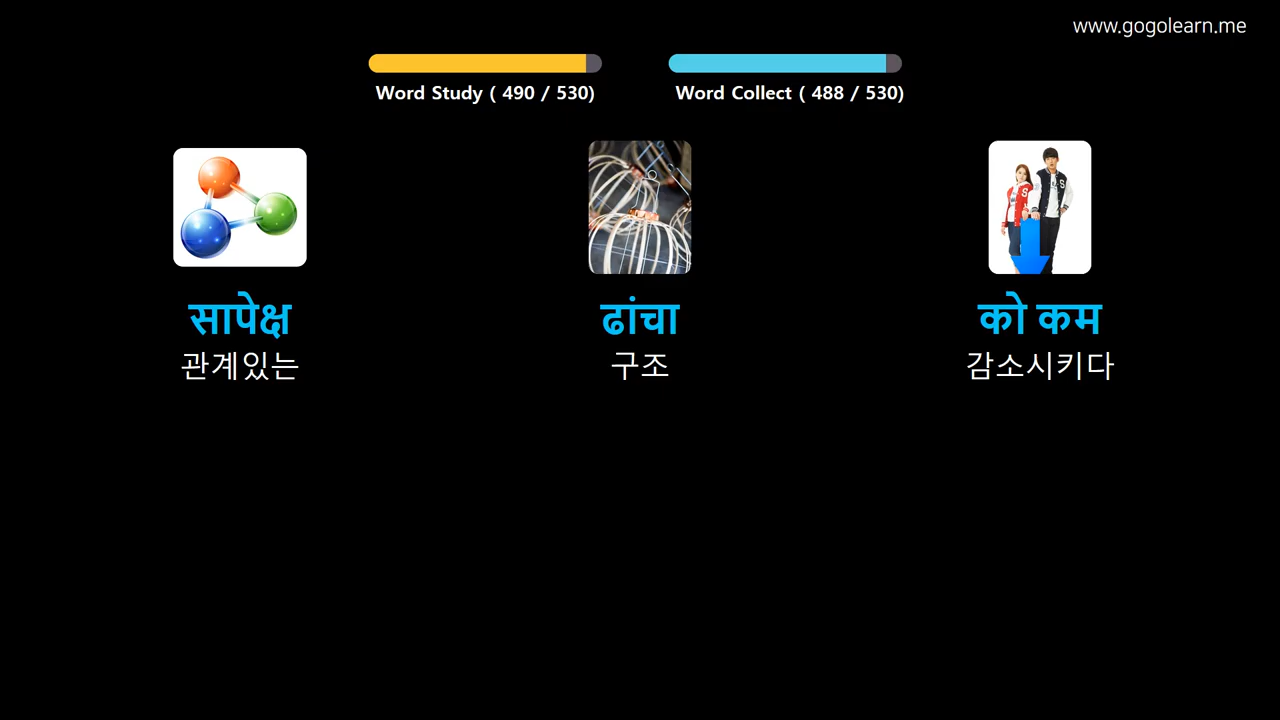 www.gogolearn.me
Word Study ( 490 / 530)
Word Collect ( 488 / 530)
सापेक्ष
관계있는
ढांचा
구조
को कम
감소시키다